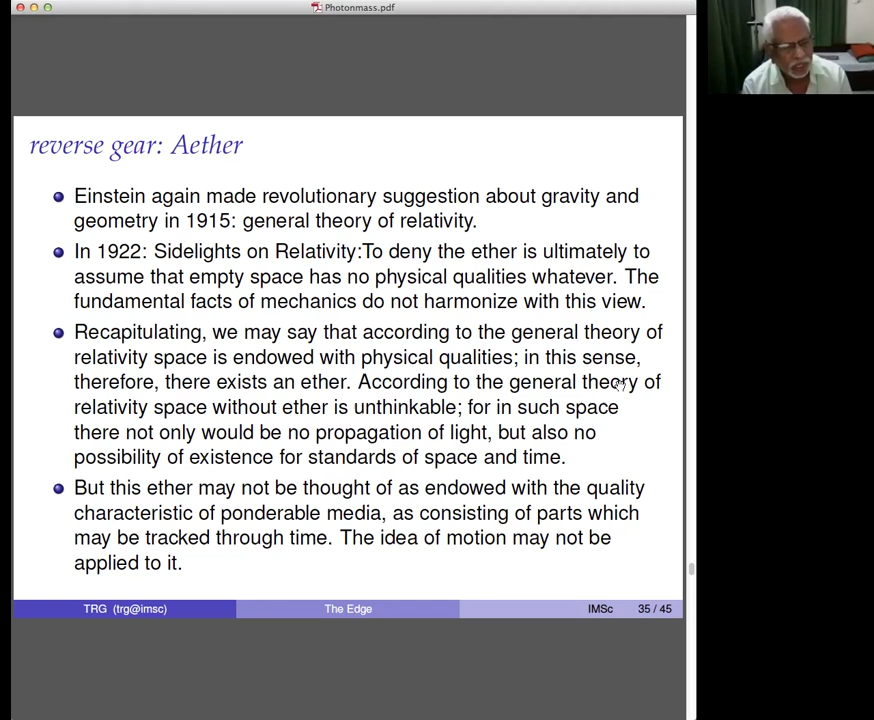 Photonmass.pdf
reverse gear: Aether
Einstein again made revolutionary suggestion about gravity and
geometry in 1915: general theory of relativity.
In 1922: Sidelights on Relativity:To deny the ether is ultimately to
assume that empty space has no physical qualities whatever. The
fundamental facts of mechanics do not harmonize with this view.
Recapitulating, we may say that according to the general theory of
relativity space is endowed with physical qualities; in this sense,
therefore, there exists an ether. According to the general theory of
relativity space without ether is unthinkable; for in such space
there not only would be no propagation of light, but also no
possibility of existence for standards of space and time.
But this ether may not be thought of as endowed with the quality
characteristic of ponderable media, as consisting of parts which
may be tracked through time. The idea of motion may not be
applied to it.
TRG (trg@imsc) The Edge IMSc 35 / 45